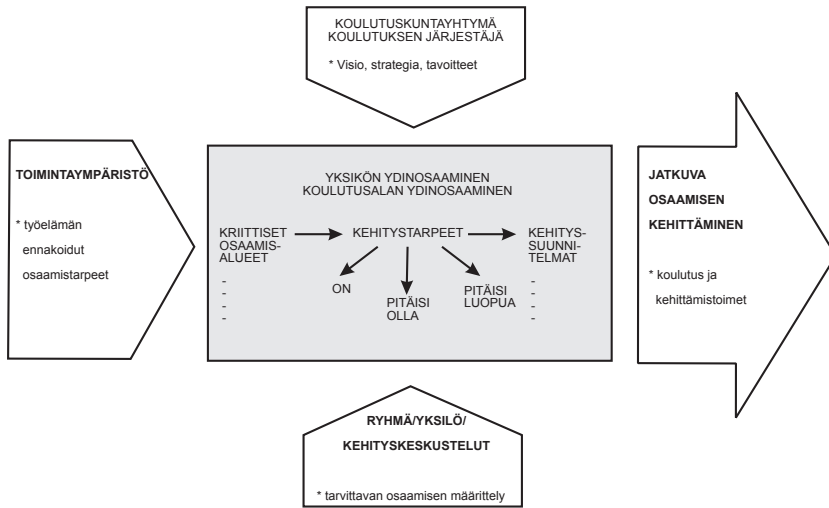 KOULUTUSKUNTAYHTYMÄ
KOULUTUKSEN JÄRJESTÄJÄ
* Visio, strategia, tavoitteet
TOIMINTAYMPÄRISTÖ
* työelämän
ennakoidut
osaamistarpeet
YKSIKÖN YDINOSAAMINEN
KOULUTUSALAN YDINOSAAMINEN
KRIITTISET
OSAAMIS-
ALUEET
-
-
-
-
KEHITYSTARPEET
ON
PITÄISI
OLLA
PITÄISI
LUOPUA
KEHITYS-
SUUNNI-
TELMAT
-
-
-
-
JATKUVA
OSAAMISEN
KEHITTÄMINEN
* koulutus ja
kehittämistoimet
RYHMÄ/YKSILÖ/
KEHITYSKESKUSTELUT
* tarvittavan osaamisen määrittely